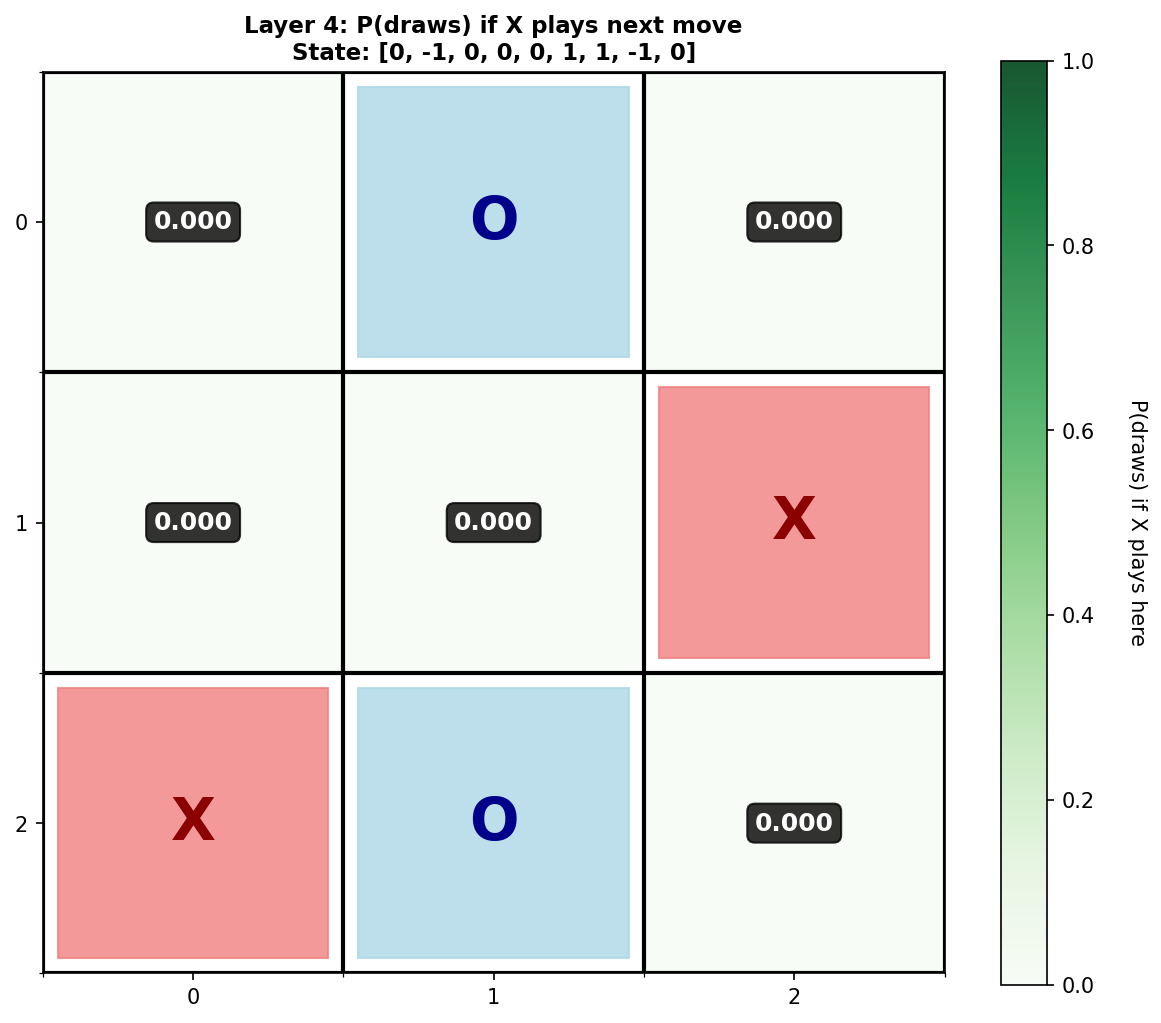 Layer 4: P(draws) if X plays next move
State: [0, -1, 0, 0, 0, 1, 1, -1, 0]
0.000
O
0.000
0
0.000
0.000
X
1
X
O
0.000
2
0
1
2
1.0
0.8
0.6
0.4
0.2
0.0
P(draws) if X plays here